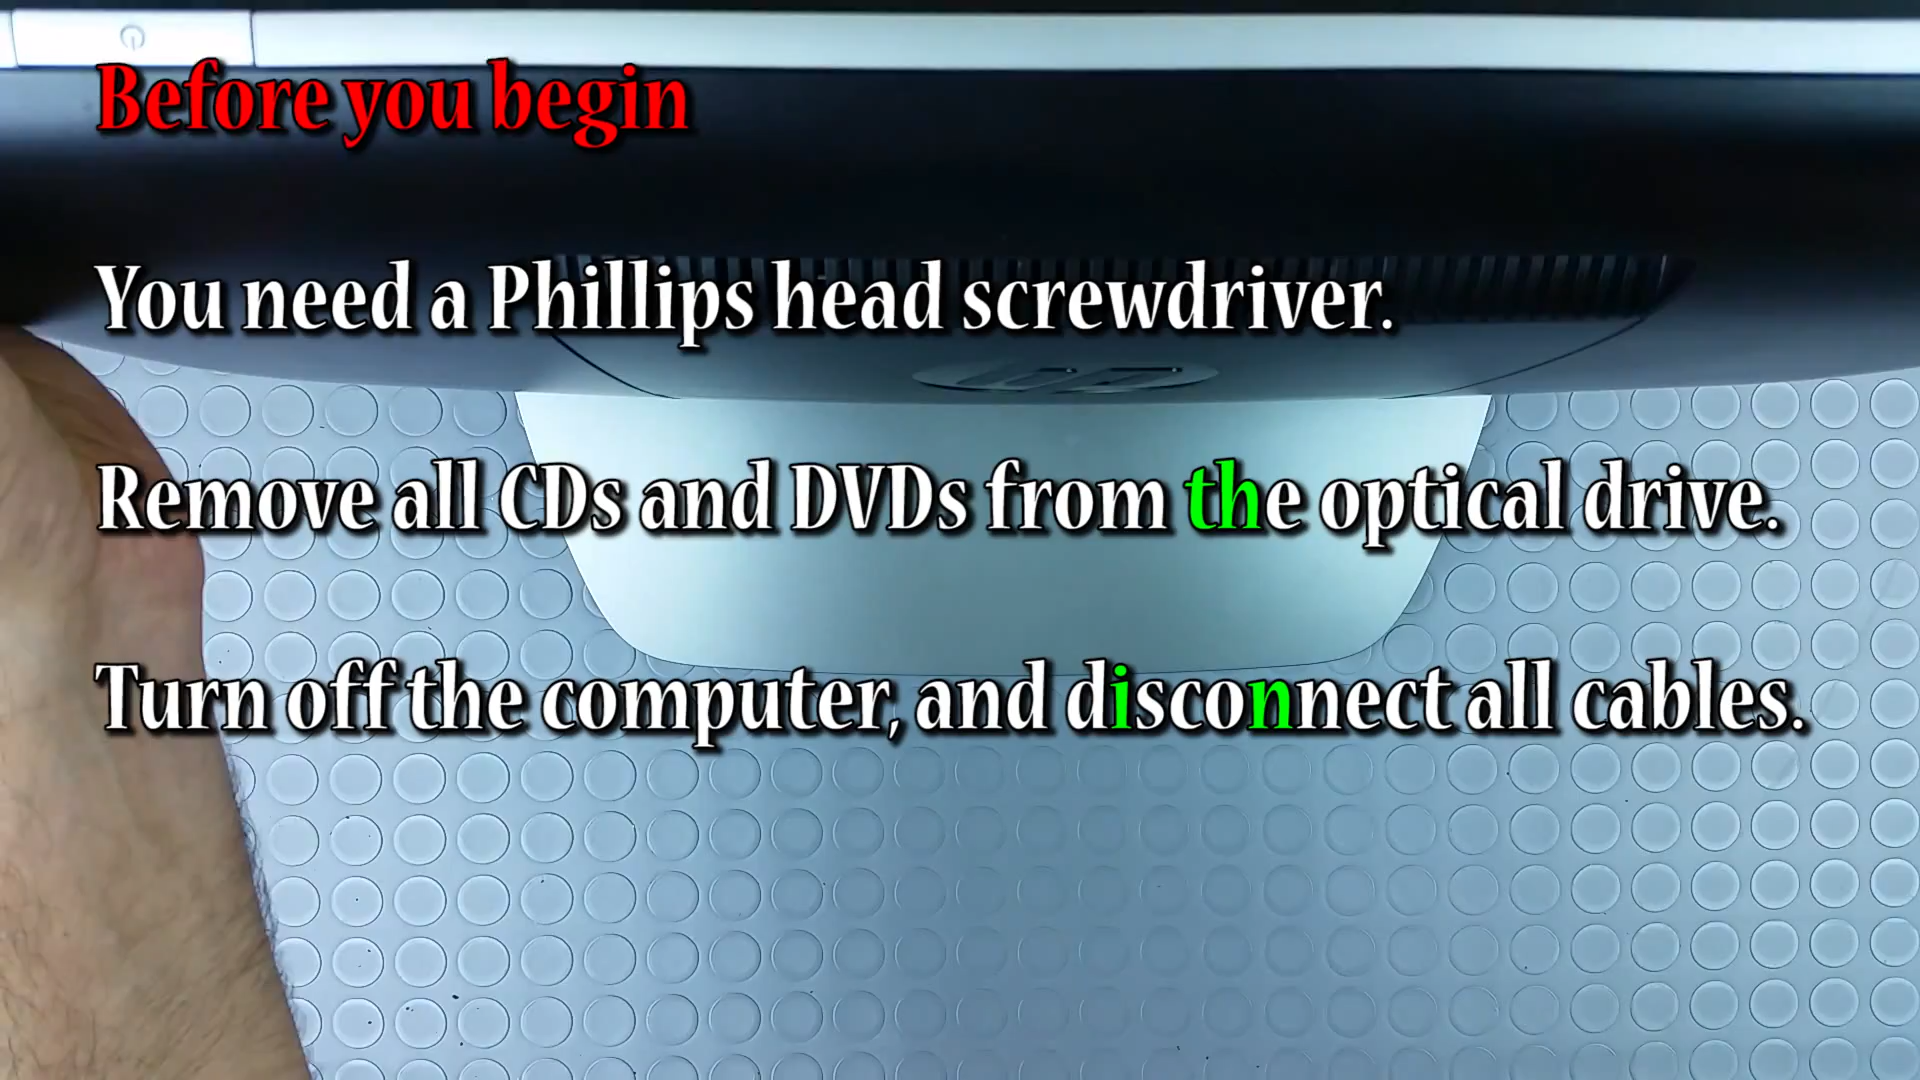 Before you begin
You need a Phillips head screwdriver.
hp
Remove all CDs and DVDs from the optical drive.
Turn off the computer, and disconnect all cables.